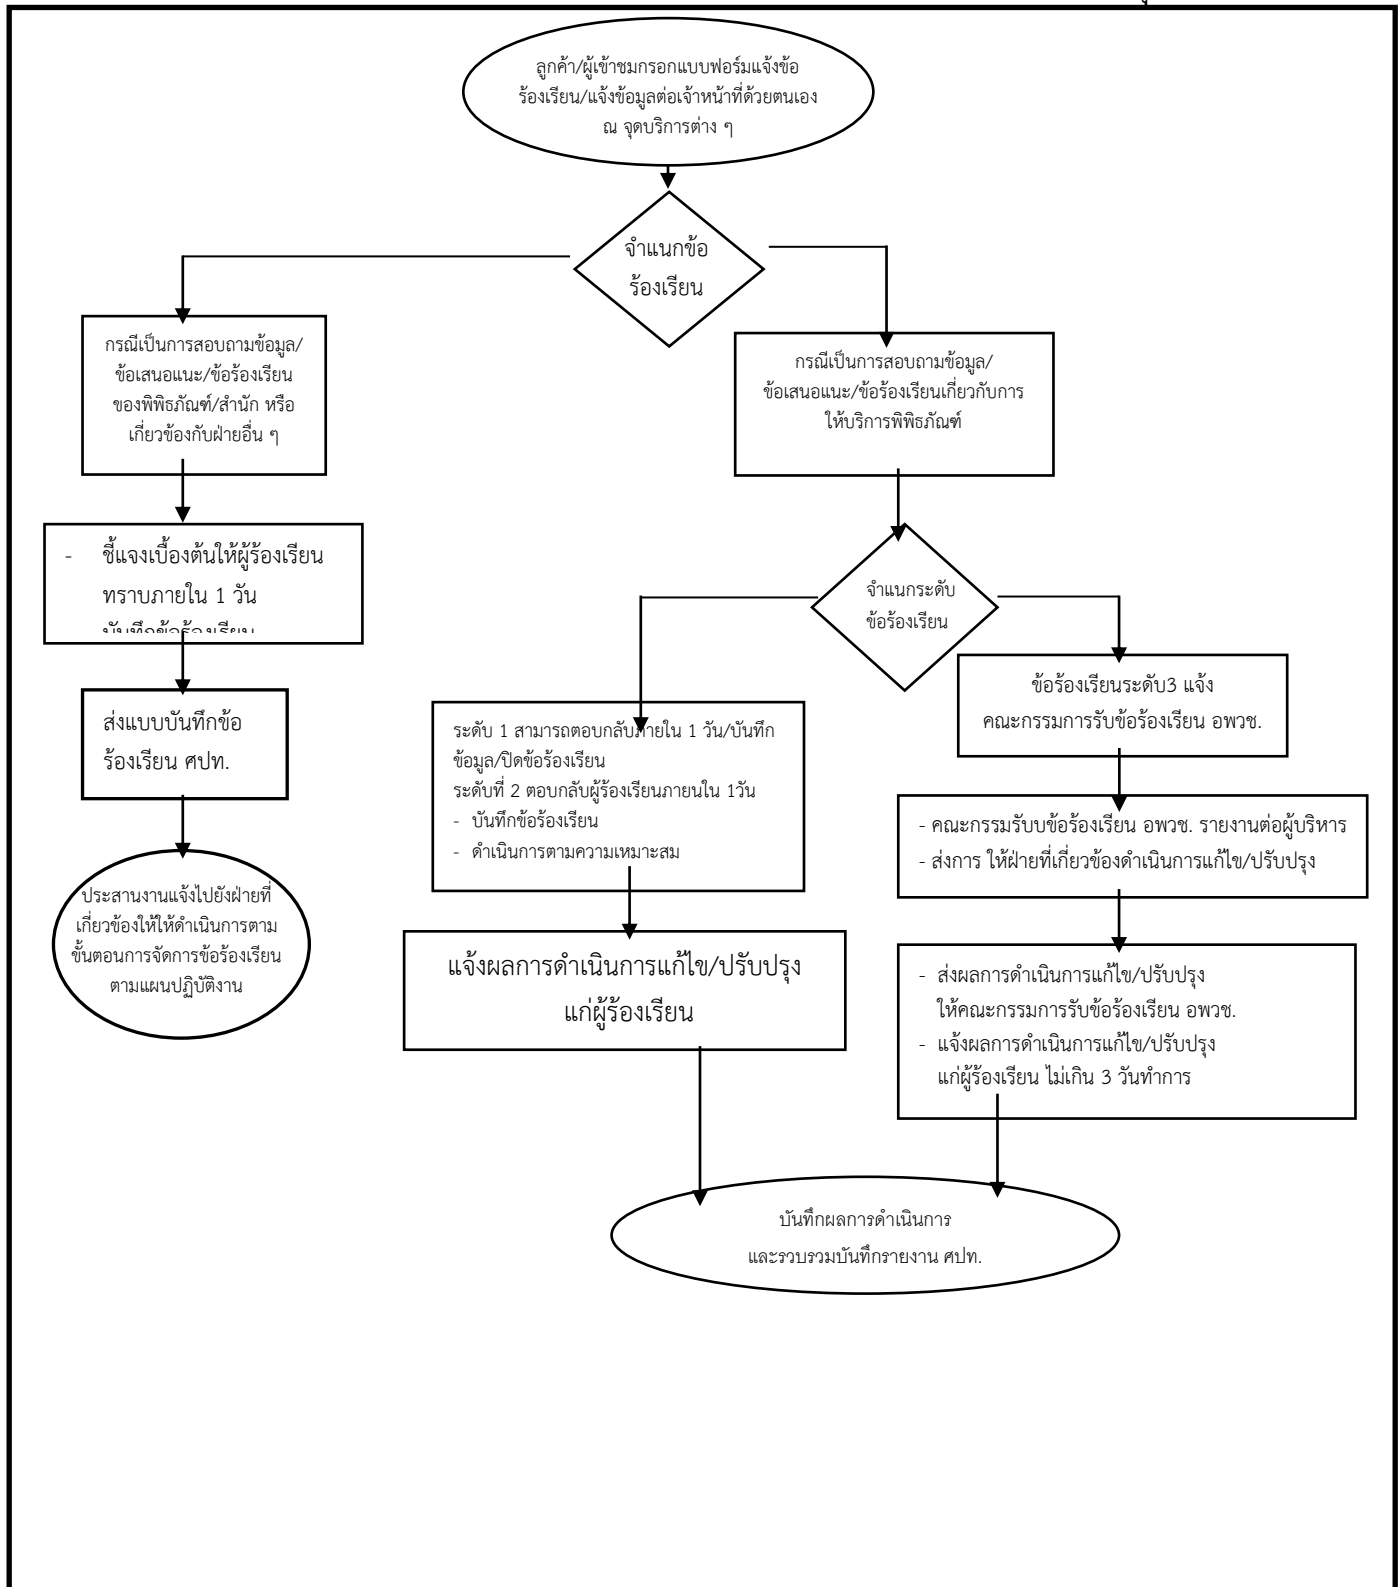 ลูกค้า/ผู้เข้าชมกรอกแบบฟอร์มแจ้งข้อ
ร้องเรียน/แจ้งข้อมูลต่อเจ้าหน้าที่ด้วยตนเอง
ณ จุดบริการต่าง ๆ
จำแนกข้อ
ร้องเรียน
กรณีเป็นการสอบถามข้อมูล/
ข้อเสนอแนะ/ข้อร้องเรียน
ของพิพิธภัณฑ์/สำนัก หรือ
เกี่ยวข้องกับฝ่ายอื่น ๆ
- ชี้แจงเบื้องต้นให้ผู้ร้องเรียน
ทราบภายใน 1 วัน
บันทึกข้อร้องเรียน
ส่งแบบบันทึกข้อ
ร้องเรียน ศปท.
ประสานงานแจ้งไปยังฝ่ายที่
เกี่ยวข้องให้ให้ดำเนินการตาม
ขั้นตอนการจัดการข้อร้องเรียน
ตามแผนปฏิบัติงาน
กรณีเป็นการสอบถามข้อมูล/
ข้อเสนอแนะ/ข้อร้องเรียนเกี่ยวกับการ
ให้บริการพิพิธภัณฑ์
จำแนกระดับ
ข้อร้องเรียน
ระดับ 1 สามารถตอบกลับภายใน 1 วัน/บันทึก
ข้อมูล/ปิดข้อร้องเรียน
ระดับที่ 2 ตอบกลับผู้ร้องเรียนภายนใน 1วัน
- บันทึกข้อร้องเรียน
- ดำเนินการตามความเหมาะสม
แจ้งผลการดำเนินการแก้ไข/ปรับปรุง
แก่ผู้ร้องเรียน
ข้อร้องเรียนระดับ3 แจ้ง
คณะกรรมการรับข้อร้องเรียน อพวช.
- คณะกรรมรับบข้อร้องเรียน อพวช. รายงานต่อผู้บริหาร
- ส่งการ ให้ฝ่ายที่เกี่ยวข้องดำเนินการแก้ไข/ปรับปรุง
- ส่งผลการดำเนินการแก้ไข/ปรับปรุง
ให้คณะกรรมการรับข้อร้องเรียน อพวช.
- แจ้งผลการดำเนินการแก้ไข/ปรับปรุง
แก่ผู้ร้องเรียน ไม่เกิน 3 วันทำการ
บันทึกผลการดำเนินการ
และรวบรวมบันทึกรายงาน ศปท.